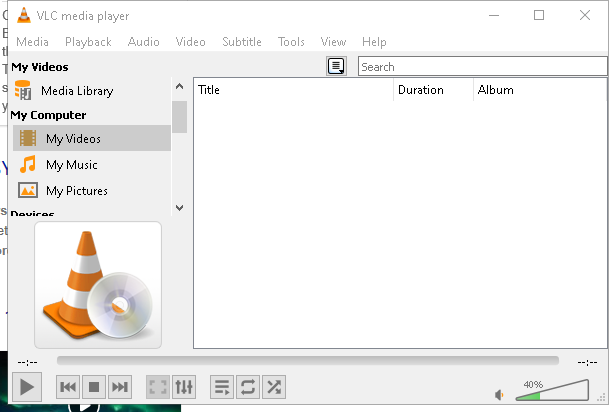 VLC media player
Media Playback Audio Video Subtitle Tools View Help
My Videos
Search
Media Library
Title Duration Album
My Computer
My Videos
My Music
My Pictures
Devices
--:--
--:--
40%